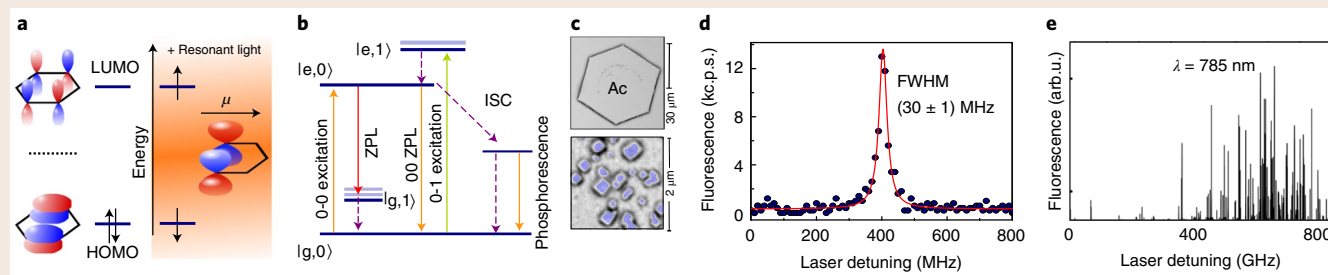 a
LUMO
HOMO
Energy
+ Resonant light
μ
b
|e,1⟩
|e,0⟩
ISC
0-0 excitation
ZPL
00 ZPL
0-1 excitation
|g,1⟩
|g,0⟩
Phosphorescence
c
Ac
30 μm
2 μm
d
Fluorescence (kc.p.s.)
12
8
4
0
FWHM
(30 ± 1) MHz
0 200 400 600 800
Laser detuning (MHz)
e
Fluorescence (arb.u.)
λ = 785 nm
0 400 800
Laser detuning (GHz)